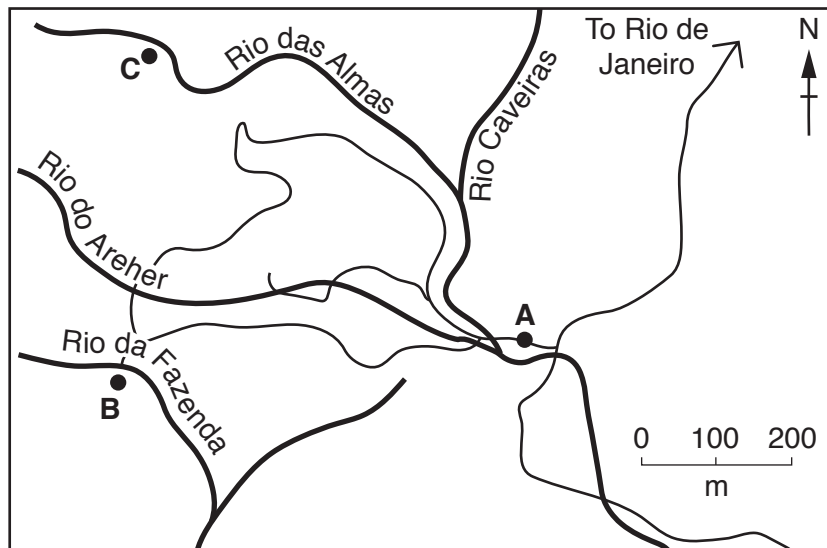 To Rio de
Janeiro
N
C
Rio das Almas
Rio Caveiras
Rio do Areher
A
Rio da Fazenda
B
0 100 200
m